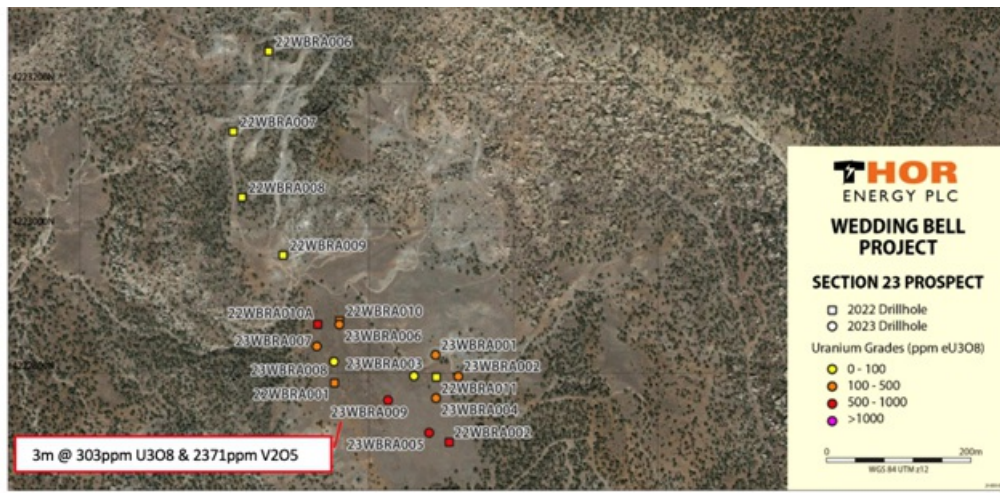 22WBRA006
4223200N
22WBRA007
22WBRA008
4223000N
22WBRA009
22WBRA010A
22WBRA010
23WBRA007
23WBRA006
23WBRA001
23WBRA008
23WBRA003
23WBRA002
22WBRA001
22WBRA011
23WBRA009
23WBRA004
23WBRA005
22WBRA002
3m @ 303ppm U3O8 & 2371ppm V2O5
THOR
ENERGY PLC
WEDDING BELL
PROJECT
SECTION 23 PROSPECT
2022 Drillhole
2023 Drillhole
Uranium Grades (ppm eU3O8)
0 - 100
100 - 500
500 - 1000
>1000
0
200m
WGS 84 UTM z12